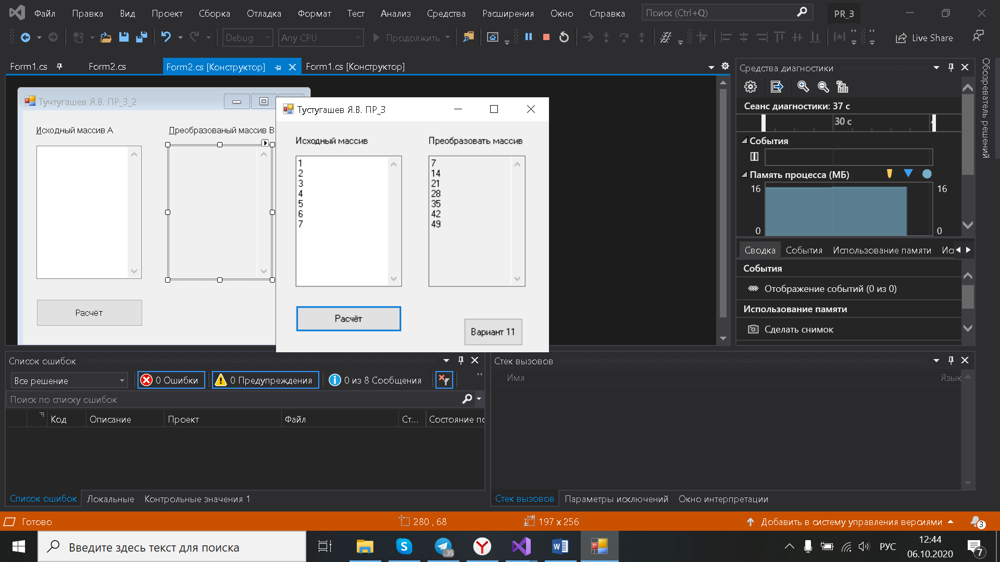 Файл Правка Вид Проект Сборка Отладка Формат Тест Анализ Средства Расширения Окно Справка Поиск (Ctrl+Q) PR_3
Debug Any CPU Продолжить Live Share
Form1.cs Form2.cs Form2.cs [Конструктор] Form1.cs [Конструктор]
Тучтугашев Я.В. ПР_3_2
Исходный массив А Преобразованый массив В
Расчёт
Тустугашев Я.В. ПР_3
Исходный массив Преобразовать массив
1 7
2 14
3 21
4 28
5 35
6 42
7 49
Расчёт
Вариант 11
Средства диагностики
Сеанс диагностики: 37 с
30 с
События
Память процесса (МБ)
16 16
0 0
Сводка События Использование памяти
События
Отображение событий (0 из 0)
Использование памяти
Сделать снимок
Обозреватель решений
Список ошибок
Все решение 0 Ошибки 0 Предупреждения 0 из 8 Сообщения
Поиск по списку ошибок
Код Описание Проект Файл Ст... Состояние
Список ошибок Локальные Контрольные значения 1
Стек вызовов
Имя Язык
Стек вызовов Параметры исключений Окно интерпретации
Готово 280 , 68 197 x 256 Добавить в систему управления версиями 3
Введите здесь текст для поиска
S
..35
W
РУС
12:44
06.10.2020
7